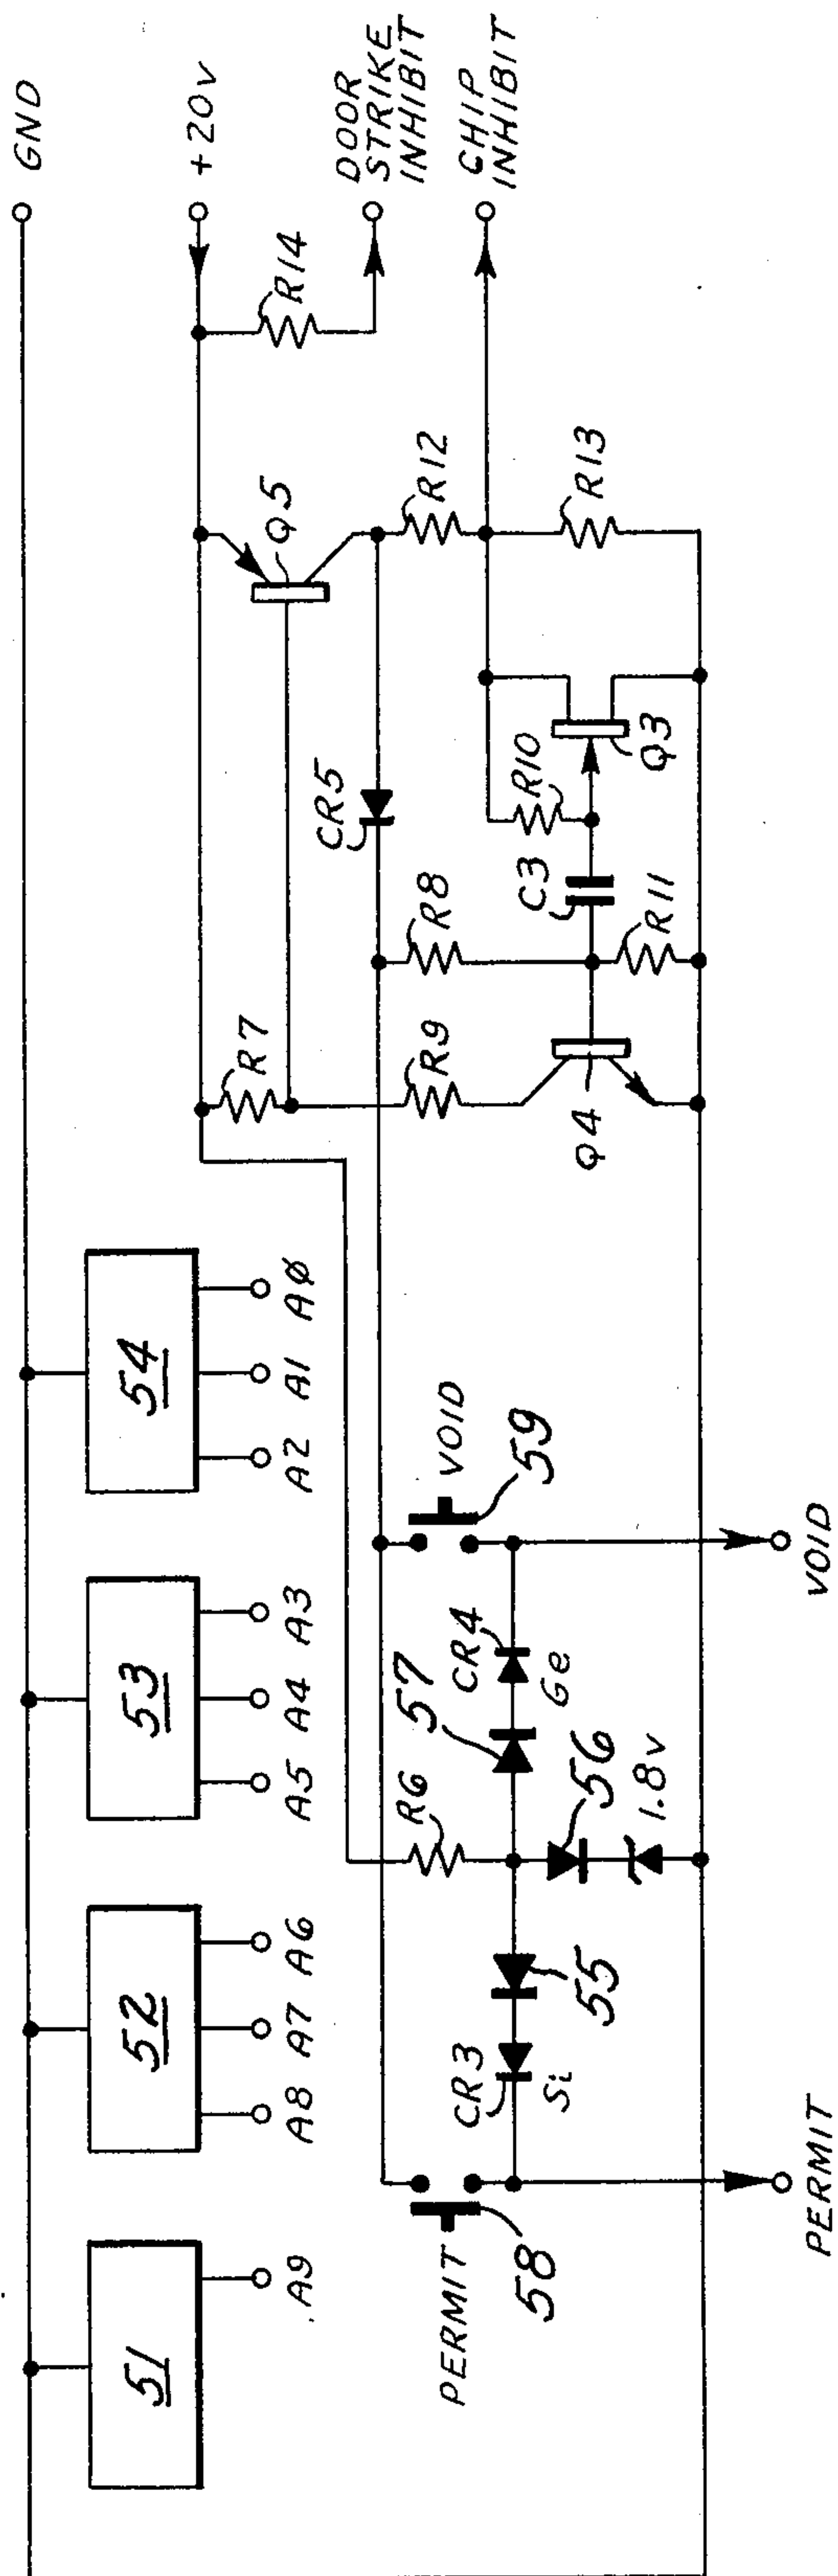 GND
+20V
R14
DOOR
STRIKE
INHIBIT
CHIP
INHIBIT
Q5
R12
R13
CR5
R10
Q3
R7
R8
C3
R11
R9
Q4
54
A2 A1 AØ
53
A5 A4 A3
52
A8 A7 A6
51
A9
VOID
59
CR4
57
Ge
R6
56
1.8V
55
CR3
Si
PERMIT
58
VOID
PERMIT